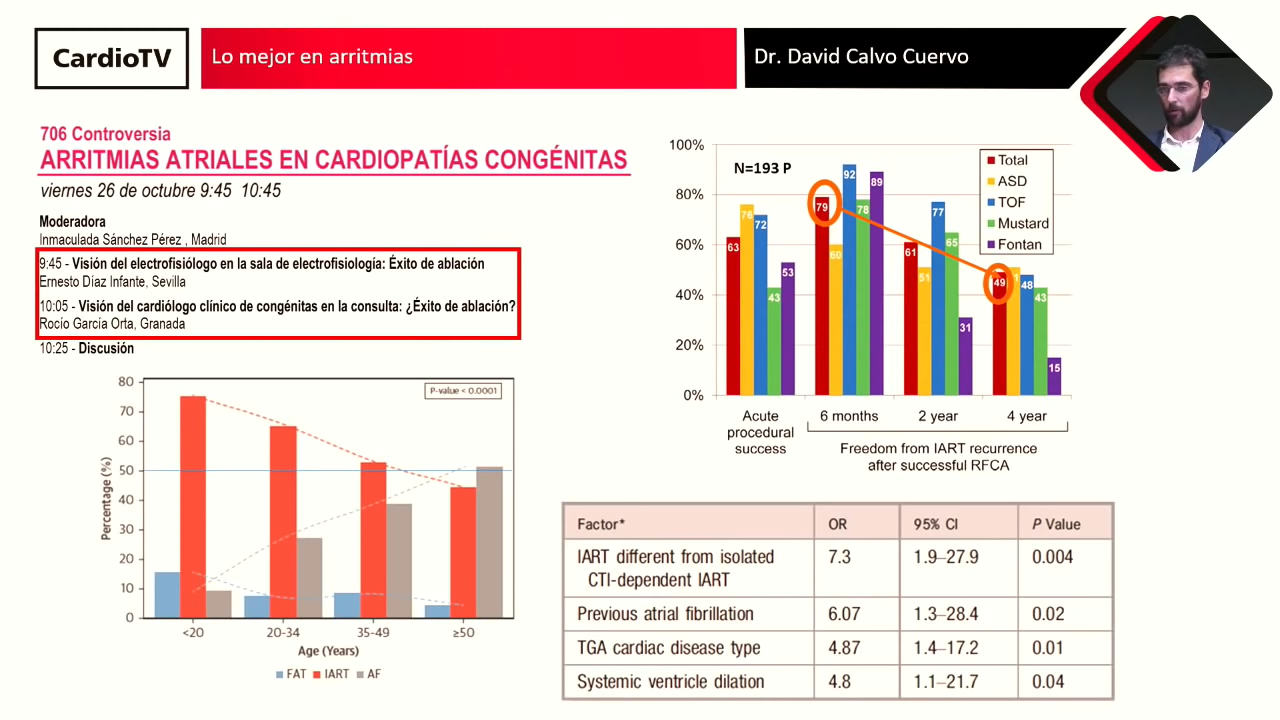 CardioTV
Lo mejor en arritmias
Dr. David Calvo Cuervo
706 Controversia
ARRITMIAS ATRIALES EN CARDIOPATÍAS CONGÉNITAS
viernes 26 de octubre 9:45 10:45
Moderadora
Inmaculada Sánchez Pérez , Madrid
9:45 - Visión del electrofisiólogo en la sala de electrofisiología: Éxito de ablación
Ernesto Díaz Infante, Sevilla
10:05 - Visión del cardiólogo clínico de congénitas en la consulta: ¿Éxito de ablación?
Rocío García Orta, Granada
10:25 - Discusión
80
70
60
50
40
30
20
10
0
Percentage (%)
P-value < 0.0001
<20 20-34 35-49 ≥50
Age (Years)
FAT IART AF
100%
80%
60%
40%
20%
0%
N=193 P
Total
ASD
TOF
Mustard
Fontan
63 76 72 43 53
79 60 92 78 89
61 51 77 65 31
49 48 43 15
Acute procedural success
6 months 2 year 4 year
Freedom from IART recurrence
after successful RFCA
Factor* OR 95% CI P Value
IART different from isolated 7.3 1.9–27.9 0.004
CTI-dependent IART
Previous atrial fibrillation 6.07 1.3–28.4 0.02
TGA cardiac disease type 4.87 1.4–17.2 0.01
Systemic ventricle dilation 4.8 1.1–21.7 0.04